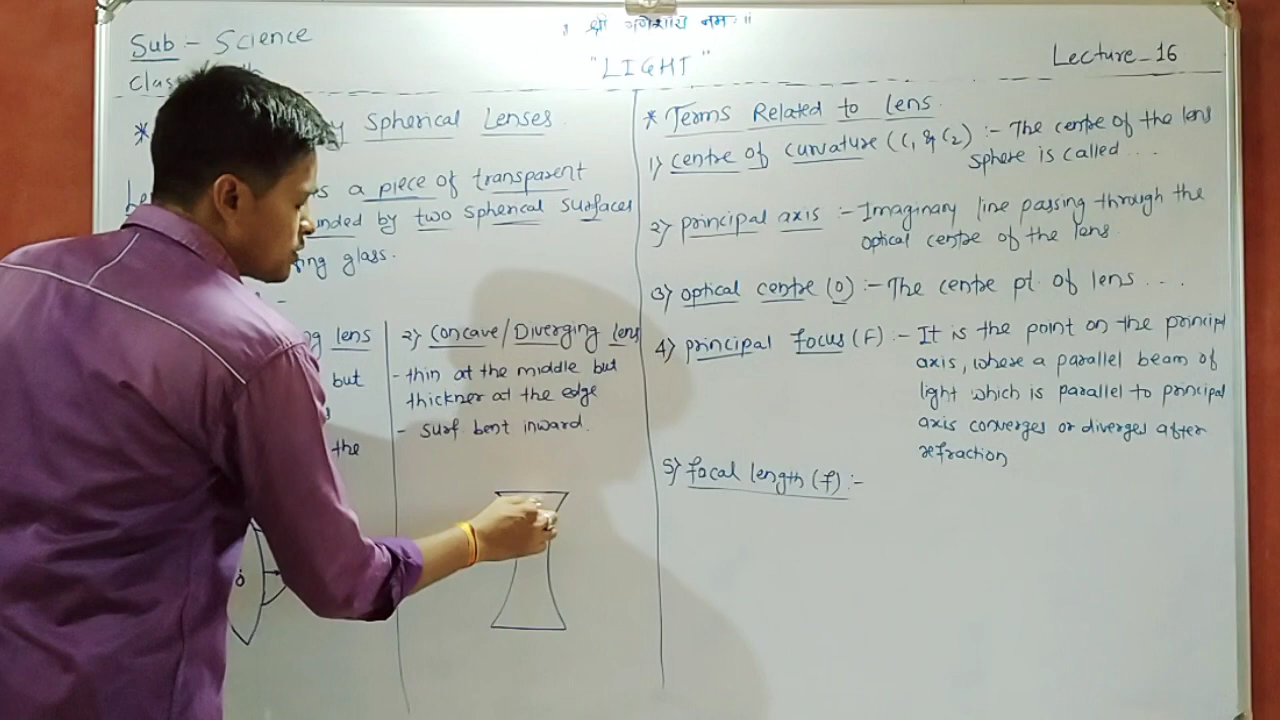 ॥ श्री गणेशाय नमः ॥
Sub :- Science
"LIGHT"
Lecture - 16
Class
* y Spherical Lenses
s a piece of transparent
nded by two spherical surfaces
ng glass.
g lens
but
the
O
2) Concave/Diverging lens
- thin at the middle but
thickner at the edge
- surf bent inward.
* Terms Related to lens.
1) centre of curvature (C1 & C2) :- The centre of the lens
sphere is called ...
2) principal axis :- Imaginary line passing through the
optical centre of the lens
3) optical centre (O) :- The centre pt. of lens ...
4) principal focus (F) :- It is the point on the principl
axis, where a parallel beam of
light which is parallel to principal
axis converges or diverges after
refraction
5) focal length (f) :-